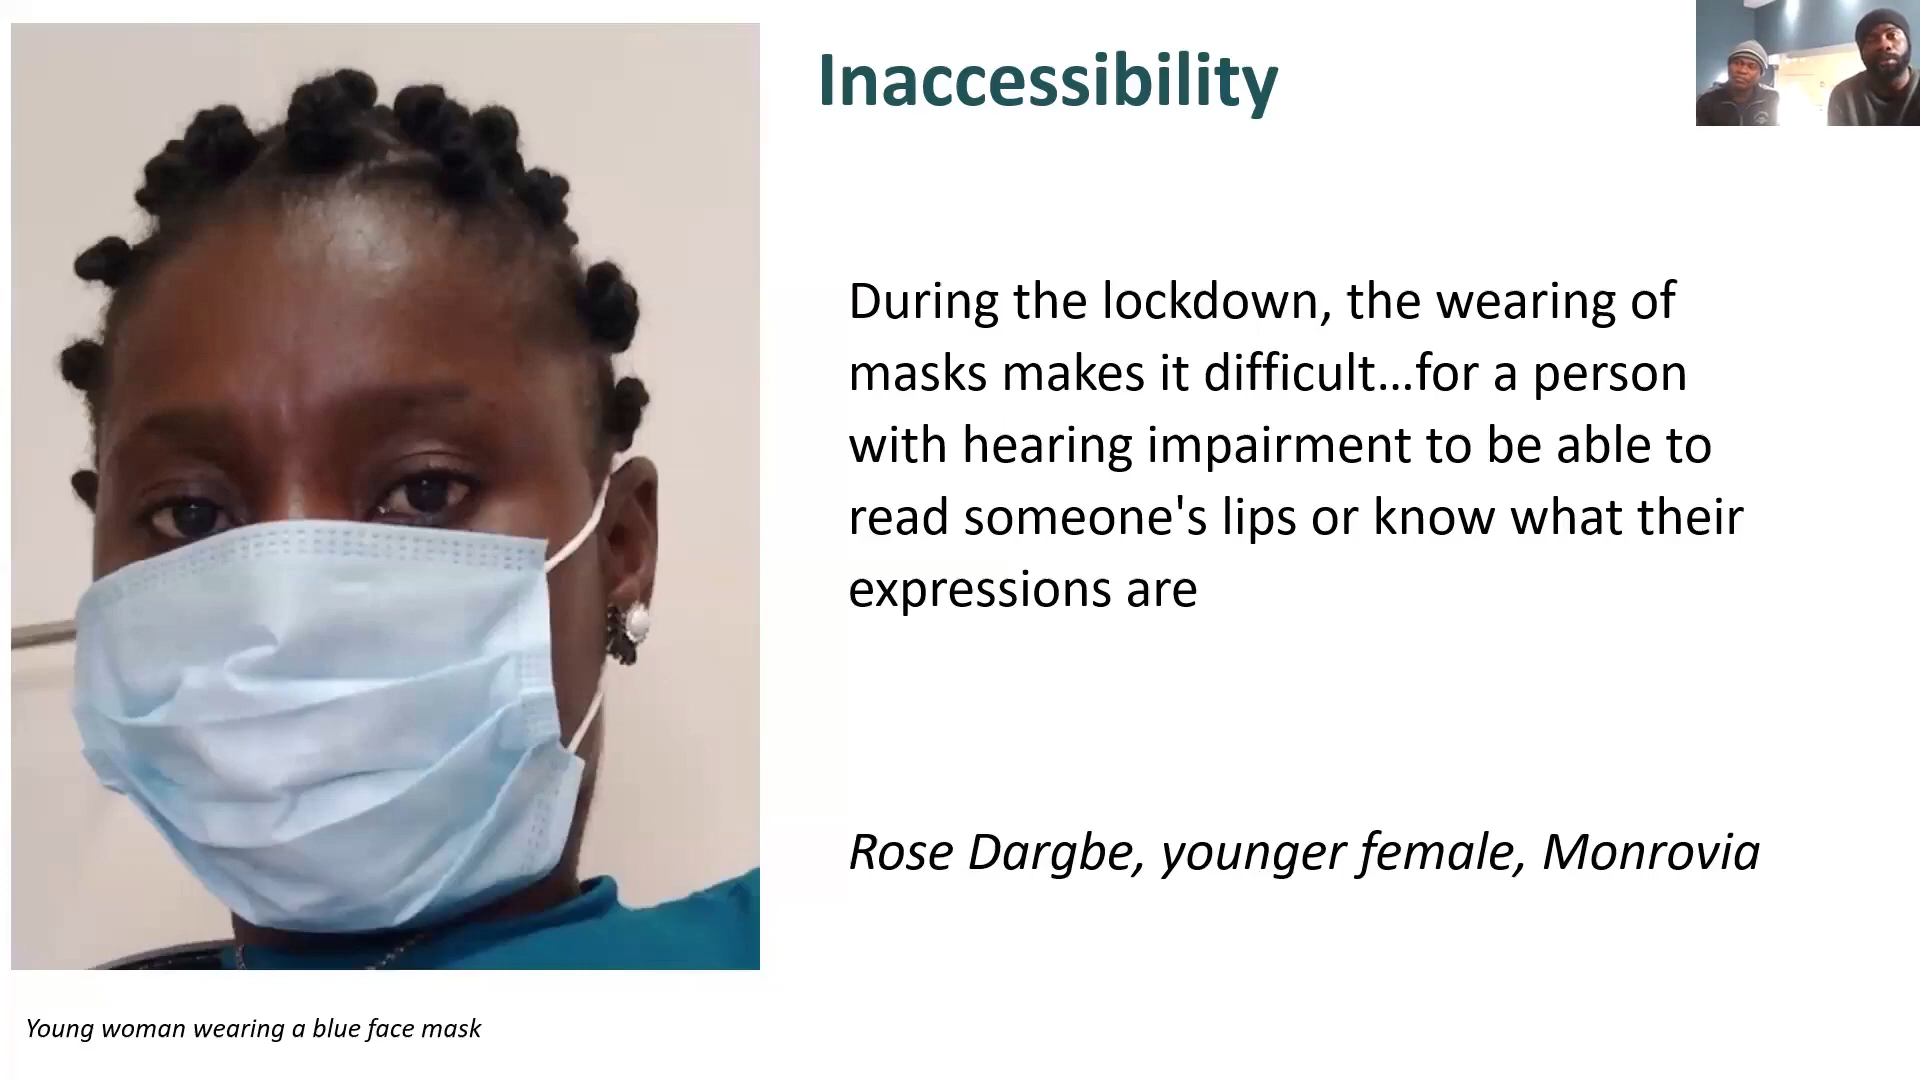 Inaccessibility
During the lockdown, the wearing of
masks makes it difficult...for a person
with hearing impairment to be able to
read someone's lips or know what their
expressions are
Rose Dargbe, younger female, Monrovia
Young woman wearing a blue face mask